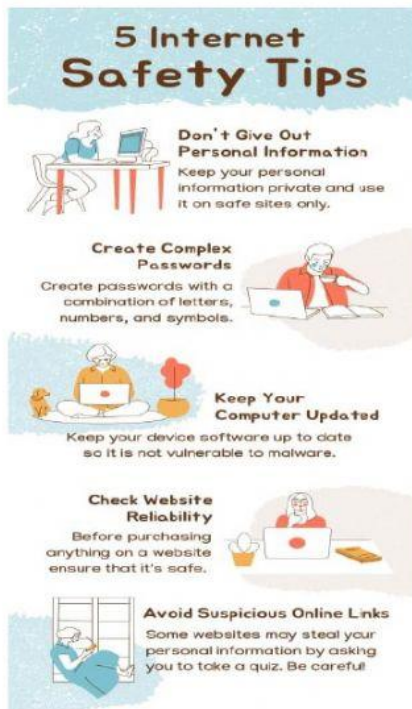 5 Internet
Safety Tips
Don't Give Out
Personal Information
Keep your personal
information private and use
it on safe sites only.
Create Complex
Passwords
Create passwords with a
combination of letters,
numbers, and symbols.
Keep Your
Computer Updated
Keep your device software up to date
so it is not vulnerable to malware.
Check Website
Reliability
Before purchasing
anything on a website
ensure that it's safe.
Avoid Suspicious Online Links
Some websites may steal your
personal information by asking
you to take a quiz. Be careful!